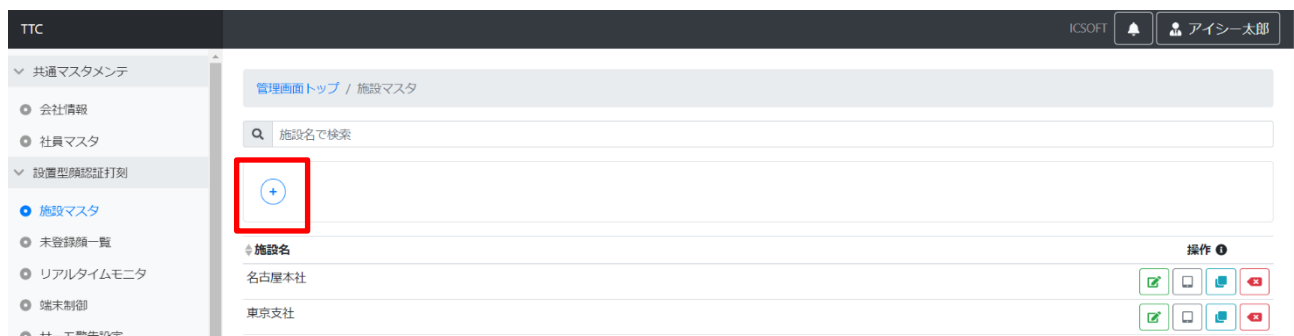 TTC
ICSOFT アイシー太郎
共通マスタメンテ
会社情報
社員マスタ
設置型顔認証打刻
施設マスタ
未登録顔一覧
リアルタイムモニタ
端末制御
管理画面トップ / 施設マスタ
施設名で検索
+
施設名 操作
名古屋本社
東京支社